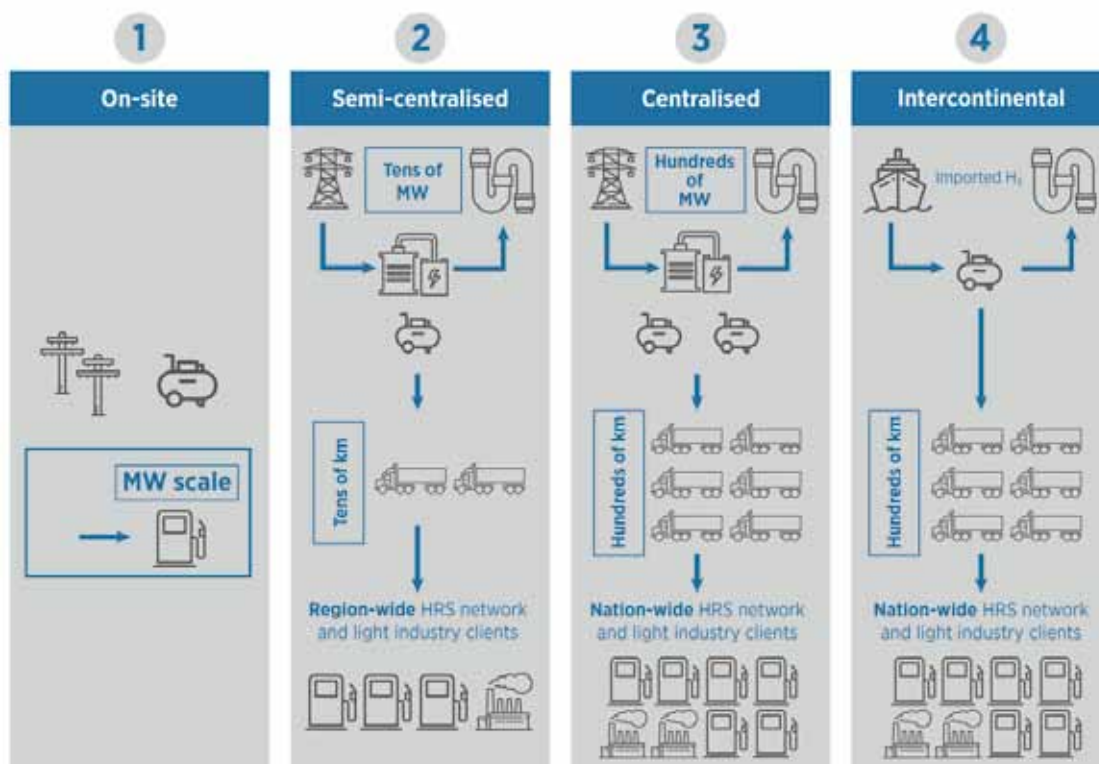 1
On-site
MW scale
2
Semi-centralised
Tens of
MW
Tens of km
Region-wide HRS network
and light industry clients
3
Centralised
Hundreds
of
MW
Hundreds of km
Nation-wide HRS network
and light industry clients
4
Intercontinental
Imported H₂
Hundreds of km
Nation-wide HRS network
and light industry clients